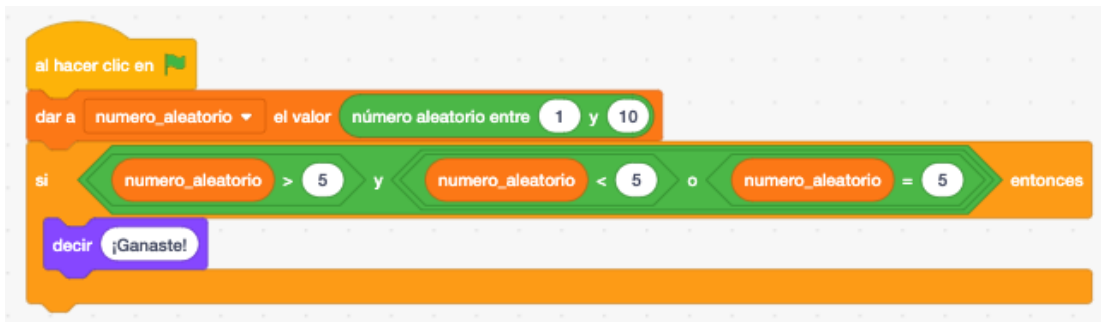 al hacer clic en
dar a numero_aleatorio el valor número aleatorio entre 1 y 10
si numero_aleatorio > 5 y numero_aleatorio < 5 o numero_aleatorio = 5 entonces
decir ¡Ganaste!